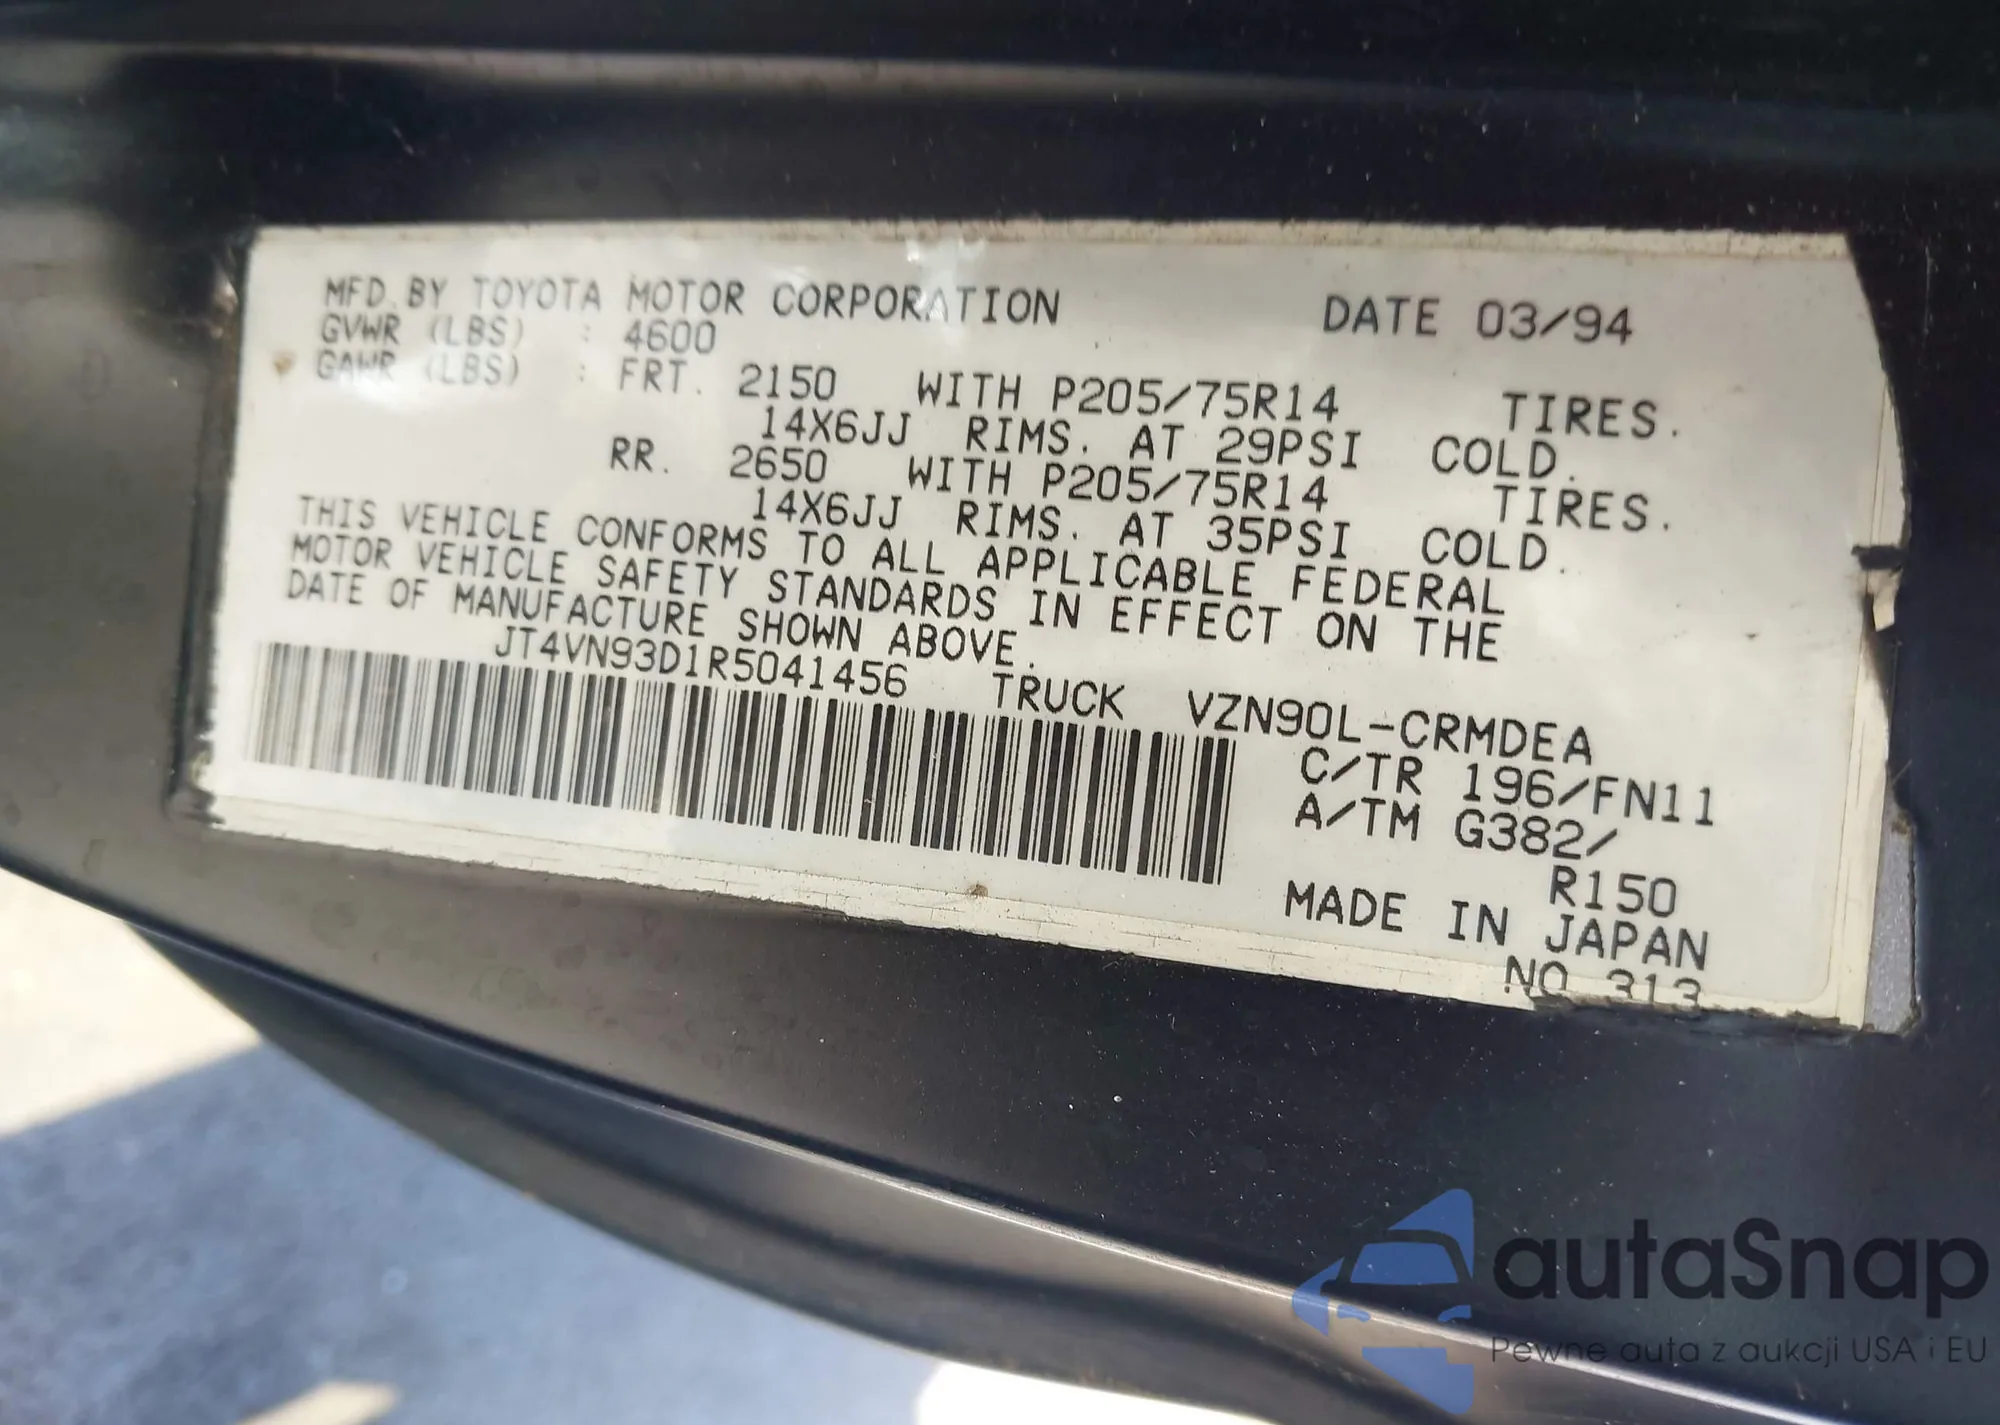 MFD. BY TOYOTA MOTOR CORPORATION DATE 03/94
GVWR (LBS) : 4600
GAWR (LBS) : FRT. 2150 WITH P205/75R14 TIRES.
14X6JJ RIMS. AT 29PSI COLD.
RR. 2650 WITH P205/75R14 TIRES.
14X6JJ RIMS. AT 35PSI COLD.
THIS VEHICLE CONFORMS TO ALL APPLICABLE FEDERAL
MOTOR VEHICLE SAFETY STANDARDS IN EFFECT ON THE
DATE OF MANUFACTURE SHOWN ABOVE.
JT4VN93D1R5041456 TRUCK VZN90L-CRMDEA
C/TR 196/FN11
A/TM G382/
R150
MADE IN JAPAN
NO 313
autaSnap
Pewne auta z aukcji USA i EU